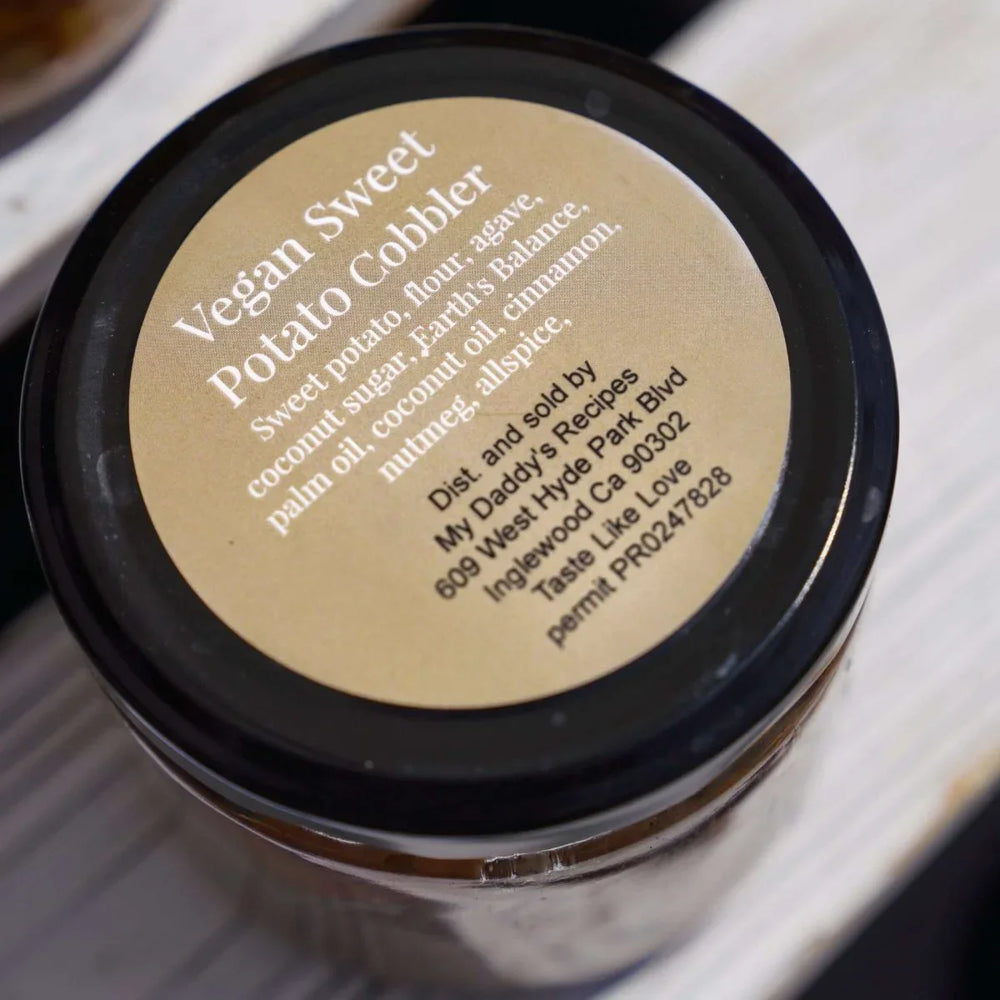 Vegan Sweet
Potato Cobbler
Sweet potato, flour, agave,
coconut sugar, Earth's Balance,
palm oil, coconut oil, cinnamon,
nutmeg, allspice,
Dist. and sold by
My Daddy's Recipes
609 West Hyde Park Blvd
Inglewood Ca 90302
Taste Like Love
permit PR0247828